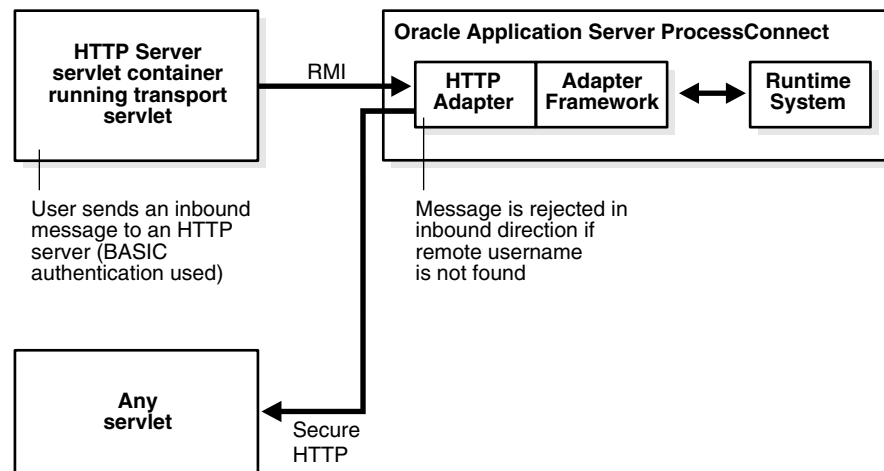 HTTP Server
servlet container
running transport
servlet
RMI
Oracle Application Server ProcessConnect
HTTP
Adapter
Adapter
Framework
Runtime
System
User sends an inbound
message to an HTTP
server (BASIC
authentication used)
Message is rejected in
inbound direction if
remote username
is not found
Any
servlet
Secure
HTTP